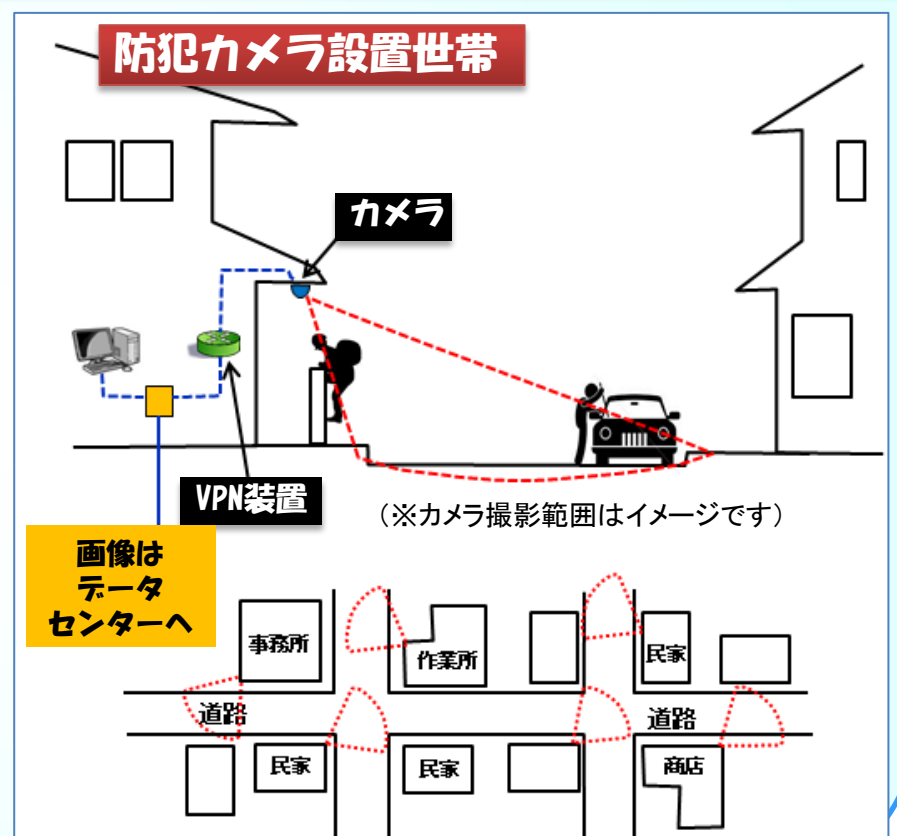 防犯カメラ設置世帯
カメラ
VPN装置
(※カメラ撮影範囲はイメージです)
画像は
データ
センターへ
事務所
作業所
民家
道路
道路
民家
民家
商店